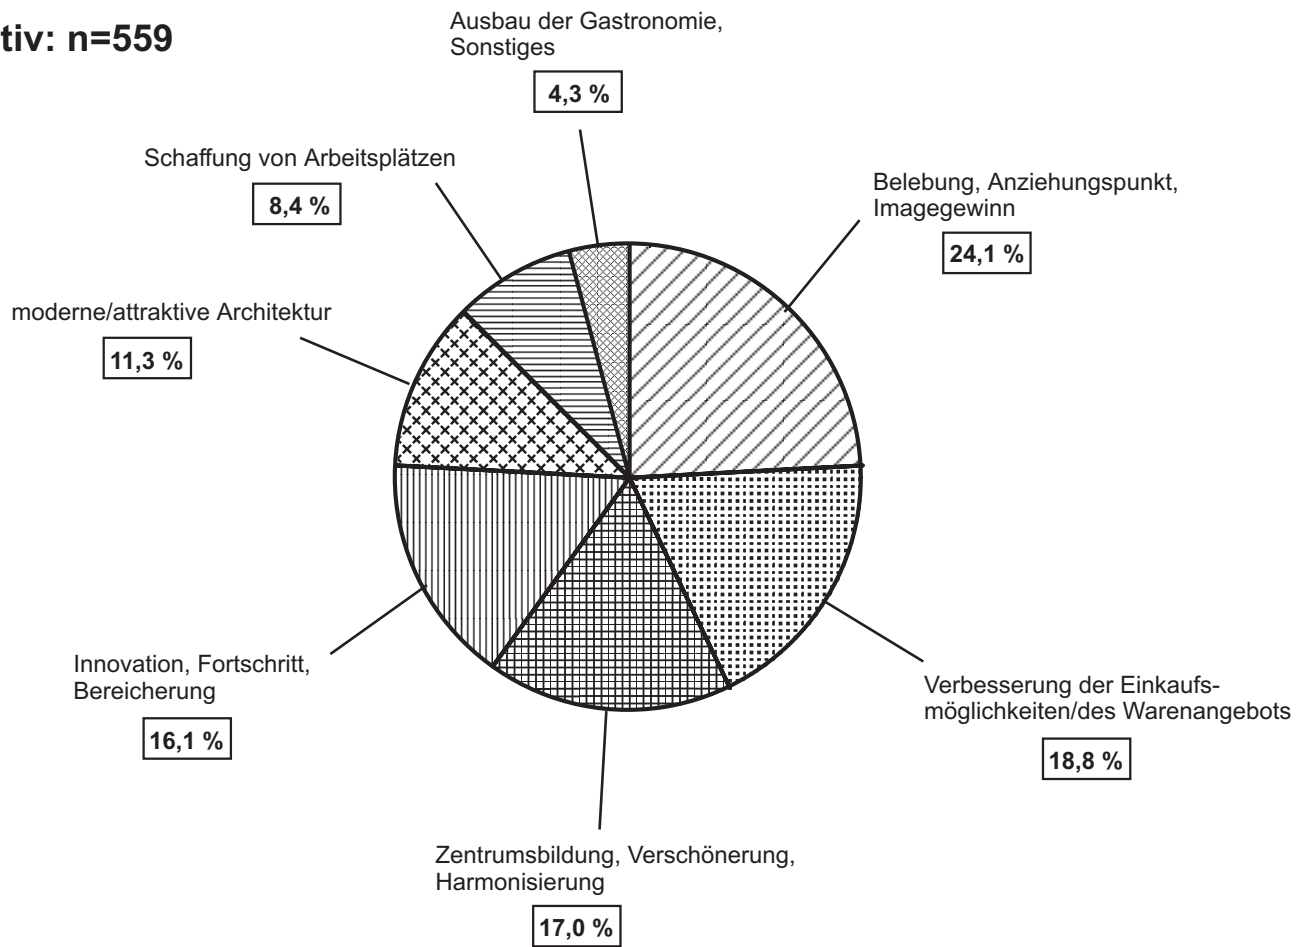 tiv: n=559
Ausbau der Gastronomie,
Sonstiges
4,3 %
Schaffung von Arbeitsplätzen
8,4 %
Belebung, Anziehungspunkt,
Imagegewinn
24,1 %
moderne/attraktive Architektur
11,3 %
Innovation, Fortschritt,
Bereicherung
16,1 %
Verbesserung der Einkaufs-
möglichkeiten/des Warenangebots
18,8 %
Zentrumsbildung, Verschönerung,
Harmonisierung
17,0 %